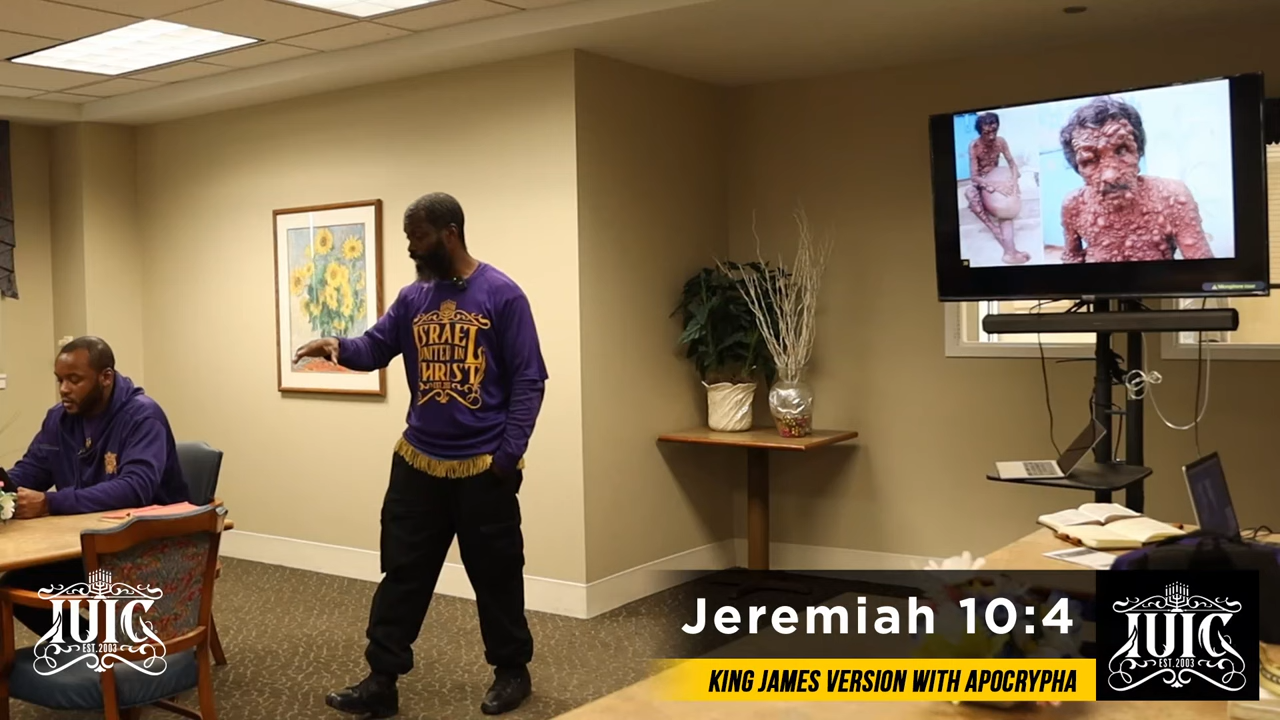 ISRAEL
UNITED IN
CHRIST
IUIC
EST. 2003
Jeremiah 10:4
KING JAMES VERSION WITH APOCRYPHA
IUIC
EST. 2003